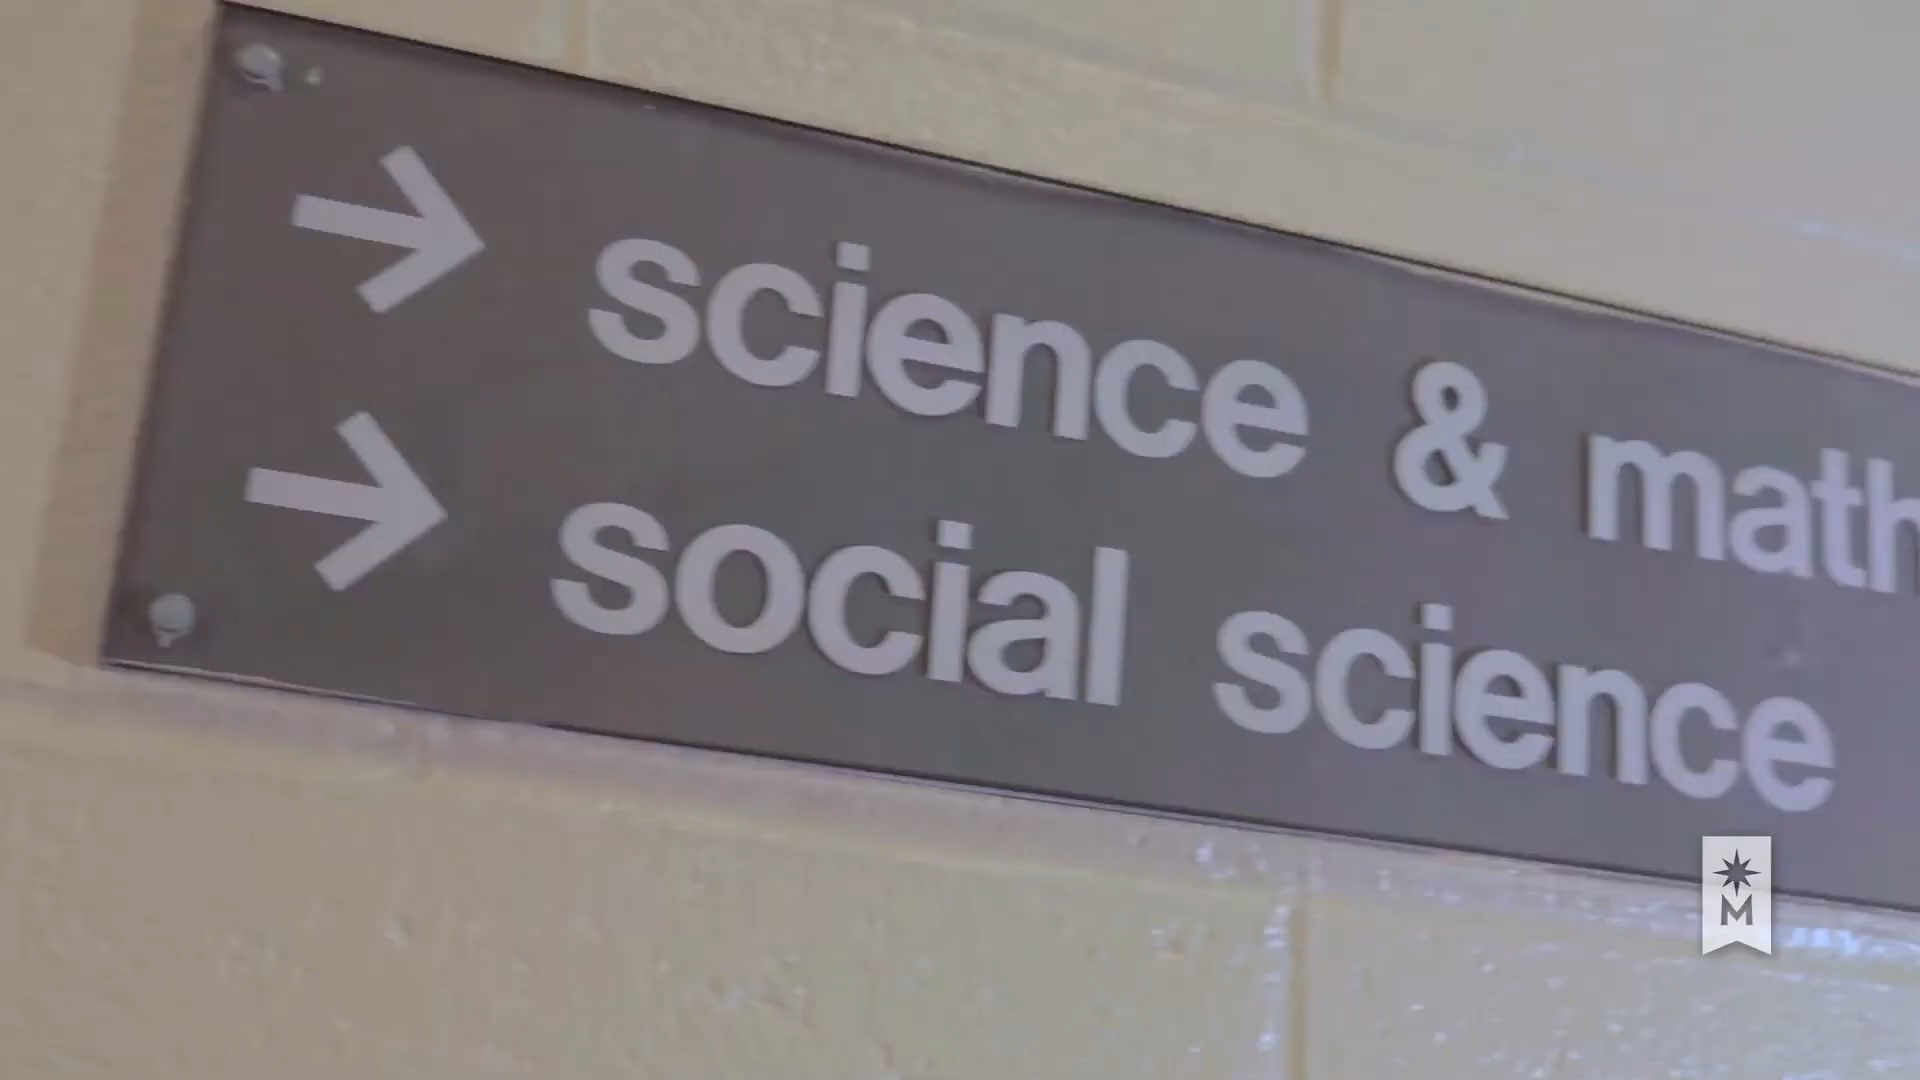 → science & math
→ social science
M